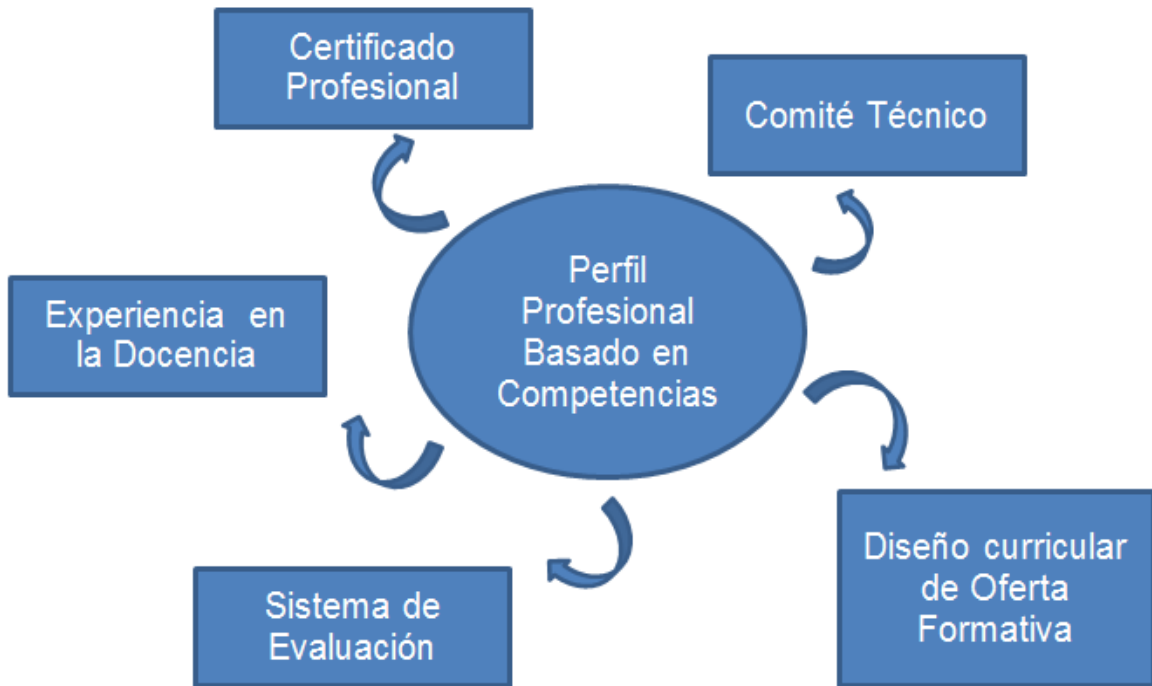 Certificado
Profesional
Comité Técnico
Perfil
Profesional
Basado en
Competencias
Experiencia en
la Docencia
Diseño curricular
de Oferta
Formativa
Sistema de
Evaluación